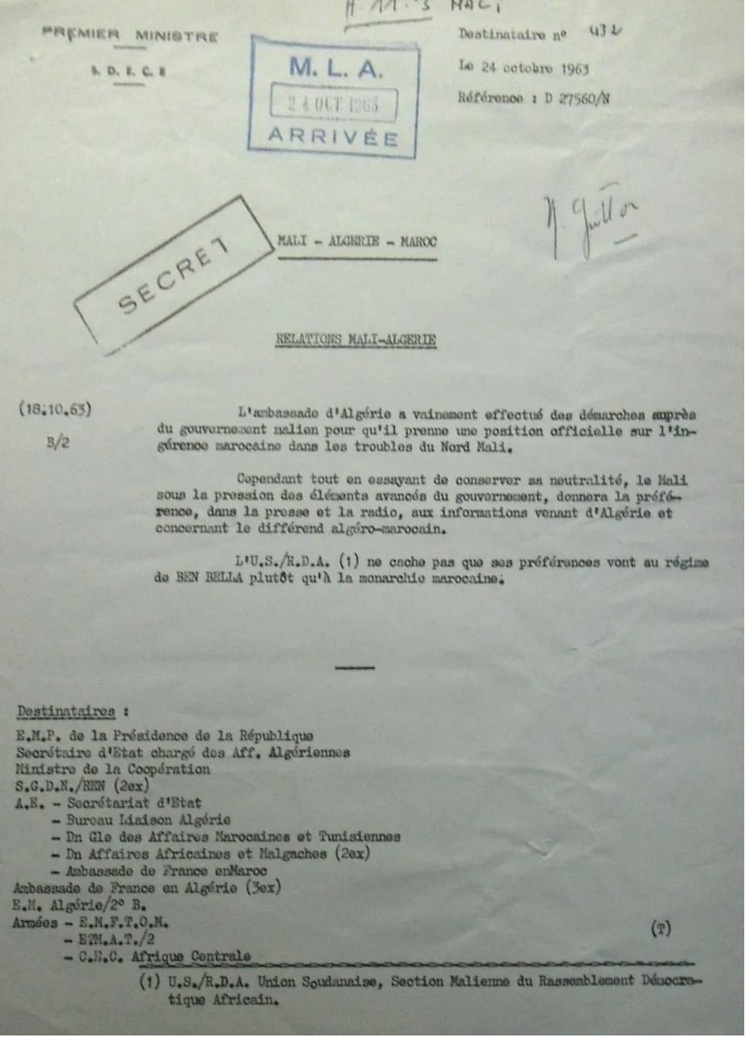 A 11.3 MALI
PREMIER MINISTRE
S. D. E. C. E
M. L. A.
24 OCT 1963
ARRIVÉE
Destinataire n° 432
Le 24 octobre 1963
Référence : D 27560/N
SECRET
MALI - ALGERIE - MAROC
RELATIONS MALI-ALGERIE
(18.10.63)
B/2
L'ambassade d'Algérie a vainement effectué des démarches auprès
du gouvernement malien pour qu'il prenne une position officielle sur l'in-
gérence marocaine dans les troubles du Nord Mali.
Cependant tout en essayant de conserver sa neutralité, le Mali
sous la pression des éléments avancés du gouvernement, donnera la préfé-
rence, dans la presse et la radio, aux informations venant d'Algérie et
concernant le différend algéro-marocain.
L'U.S./R.D.A. (1) ne cache pas que ses préférences vont au régime
de BEN BELLA plutôt qu'à la monarchie marocaine.
Destinataires :
E.M.P. de la Présidence de la République
Secrétaire d'Etat chargé des Aff. Algériennes
Ministre de la Coopération
S.G.D.N./REN (2ex)
A.E. - Secrétariat d'Etat
- Bureau Liaison Algérie
- Dn Gle des Affaires Marocaines et Tunisiennes
- Dn Affaires Africaines et Malgaches (2ex)
- Ambassade de France enMaroc
Ambassade de France en Algérie (3ex)
E.M. Algérie/2° B.
Armées - E.M.F.T.O.M.
- E?M.A.T./2
- C.E.C. Afrique Centrale
(T)
(1) U.S./R.D.A. Union Soudanaise, Section Malienne du Rassemblement Démocra-
tique Africain.